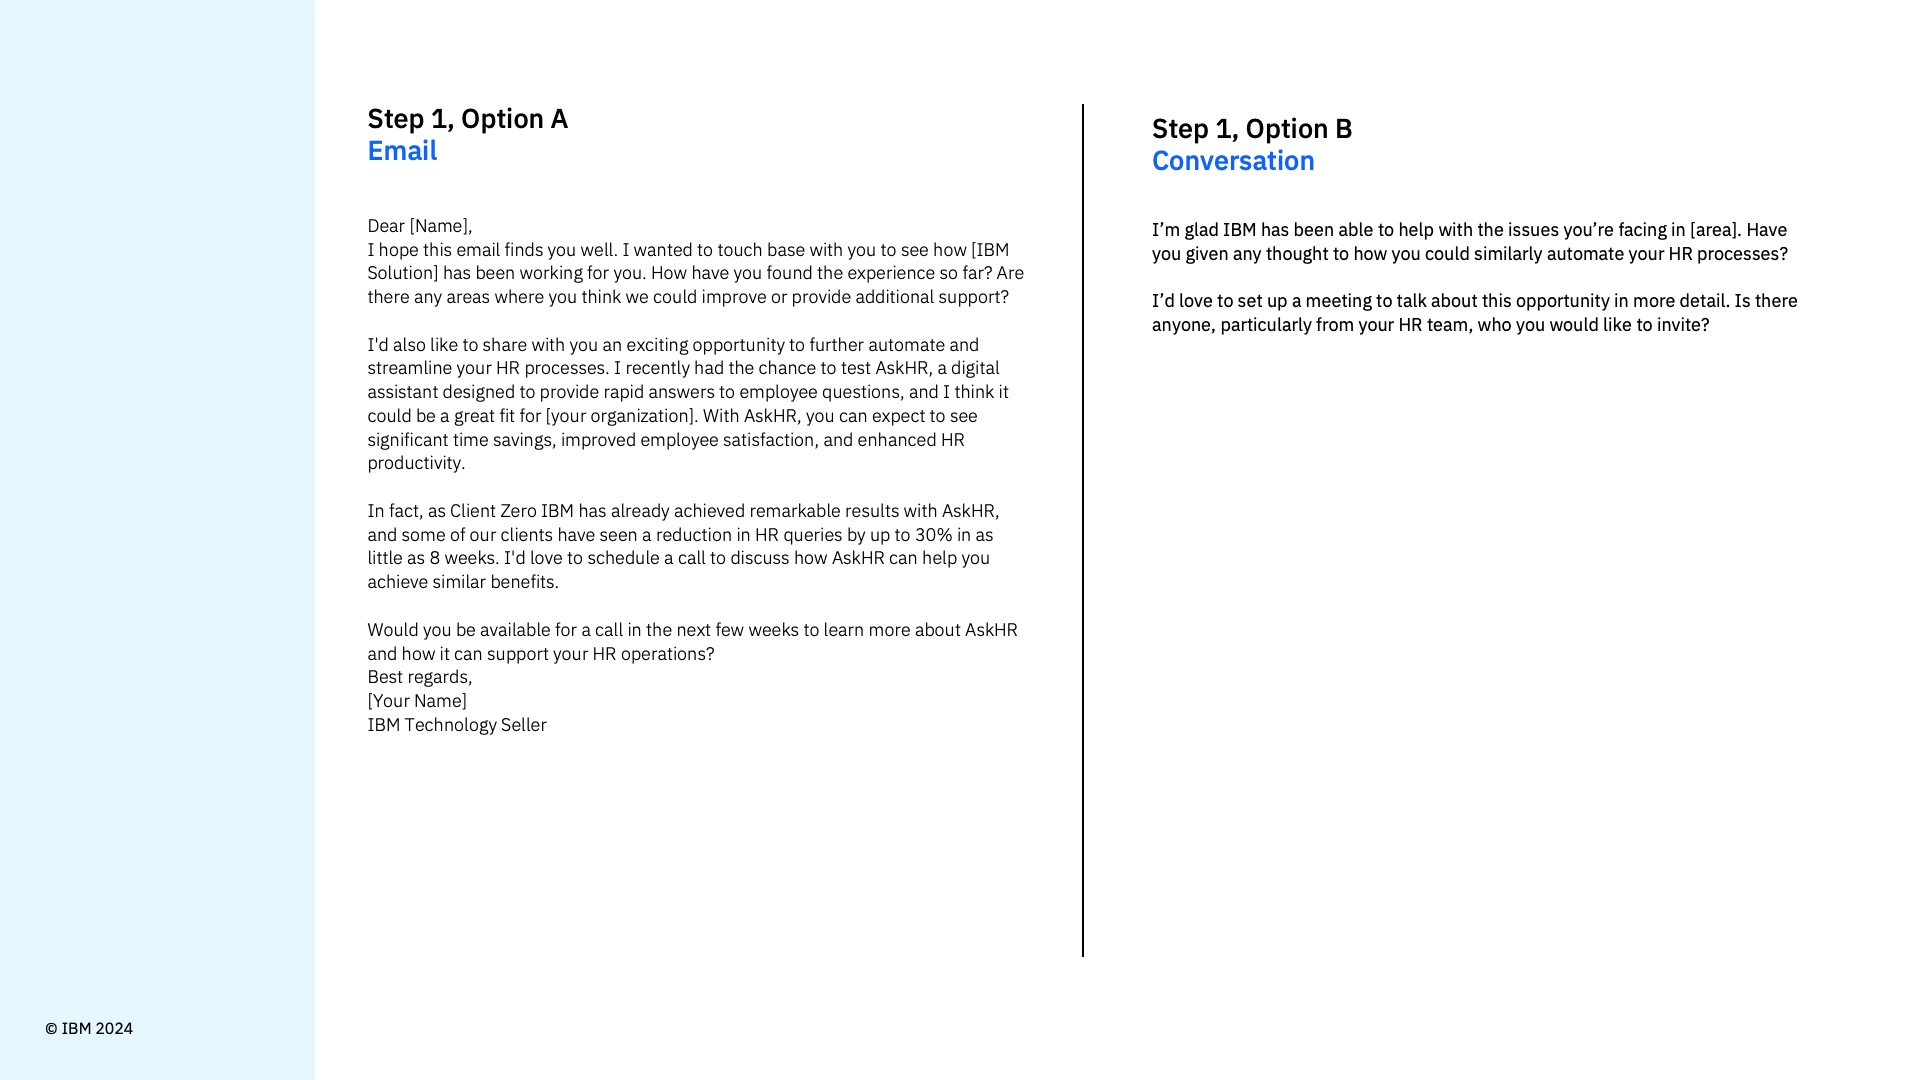 Step 1, Option A
Email
Dear [Name],
I hope this email finds you well. I wanted to touch base with you to see how [IBM
Solution] has been working for you. How have you found the experience so far? Are
there any areas where you think we could improve or provide additional support?
I'd also like to share with you an exciting opportunity to further automate and
streamline your HR processes. I recently had the chance to test AskHR, a digital
assistant designed to provide rapid answers to employee questions, and I think it
could be a great fit for [your organization]. With AskHR, you can expect to see
significant time savings, improved employee satisfaction, and enhanced HR
productivity.
In fact, as Client Zero IBM has already achieved remarkable results with AskHR,
and some of our clients have seen a reduction in HR queries by up to 30% in as
little as 8 weeks. I'd love to schedule a call to discuss how AskHR can help you
achieve similar benefits.
Would you be available for a call in the next few weeks to learn more about AskHR
and how it can support your HR operations?
Best regards,
[Your Name]
IBM Technology Seller
Step 1, Option B
Conversation
I’m glad IBM has been able to help with the issues you’re facing in [area]. Have
you given any thought to how you could similarly automate your HR processes?
I’d love to set up a meeting to talk about this opportunity in more detail. Is there
anyone, particularly from your HR team, who you would like to invite?
© IBM 2024